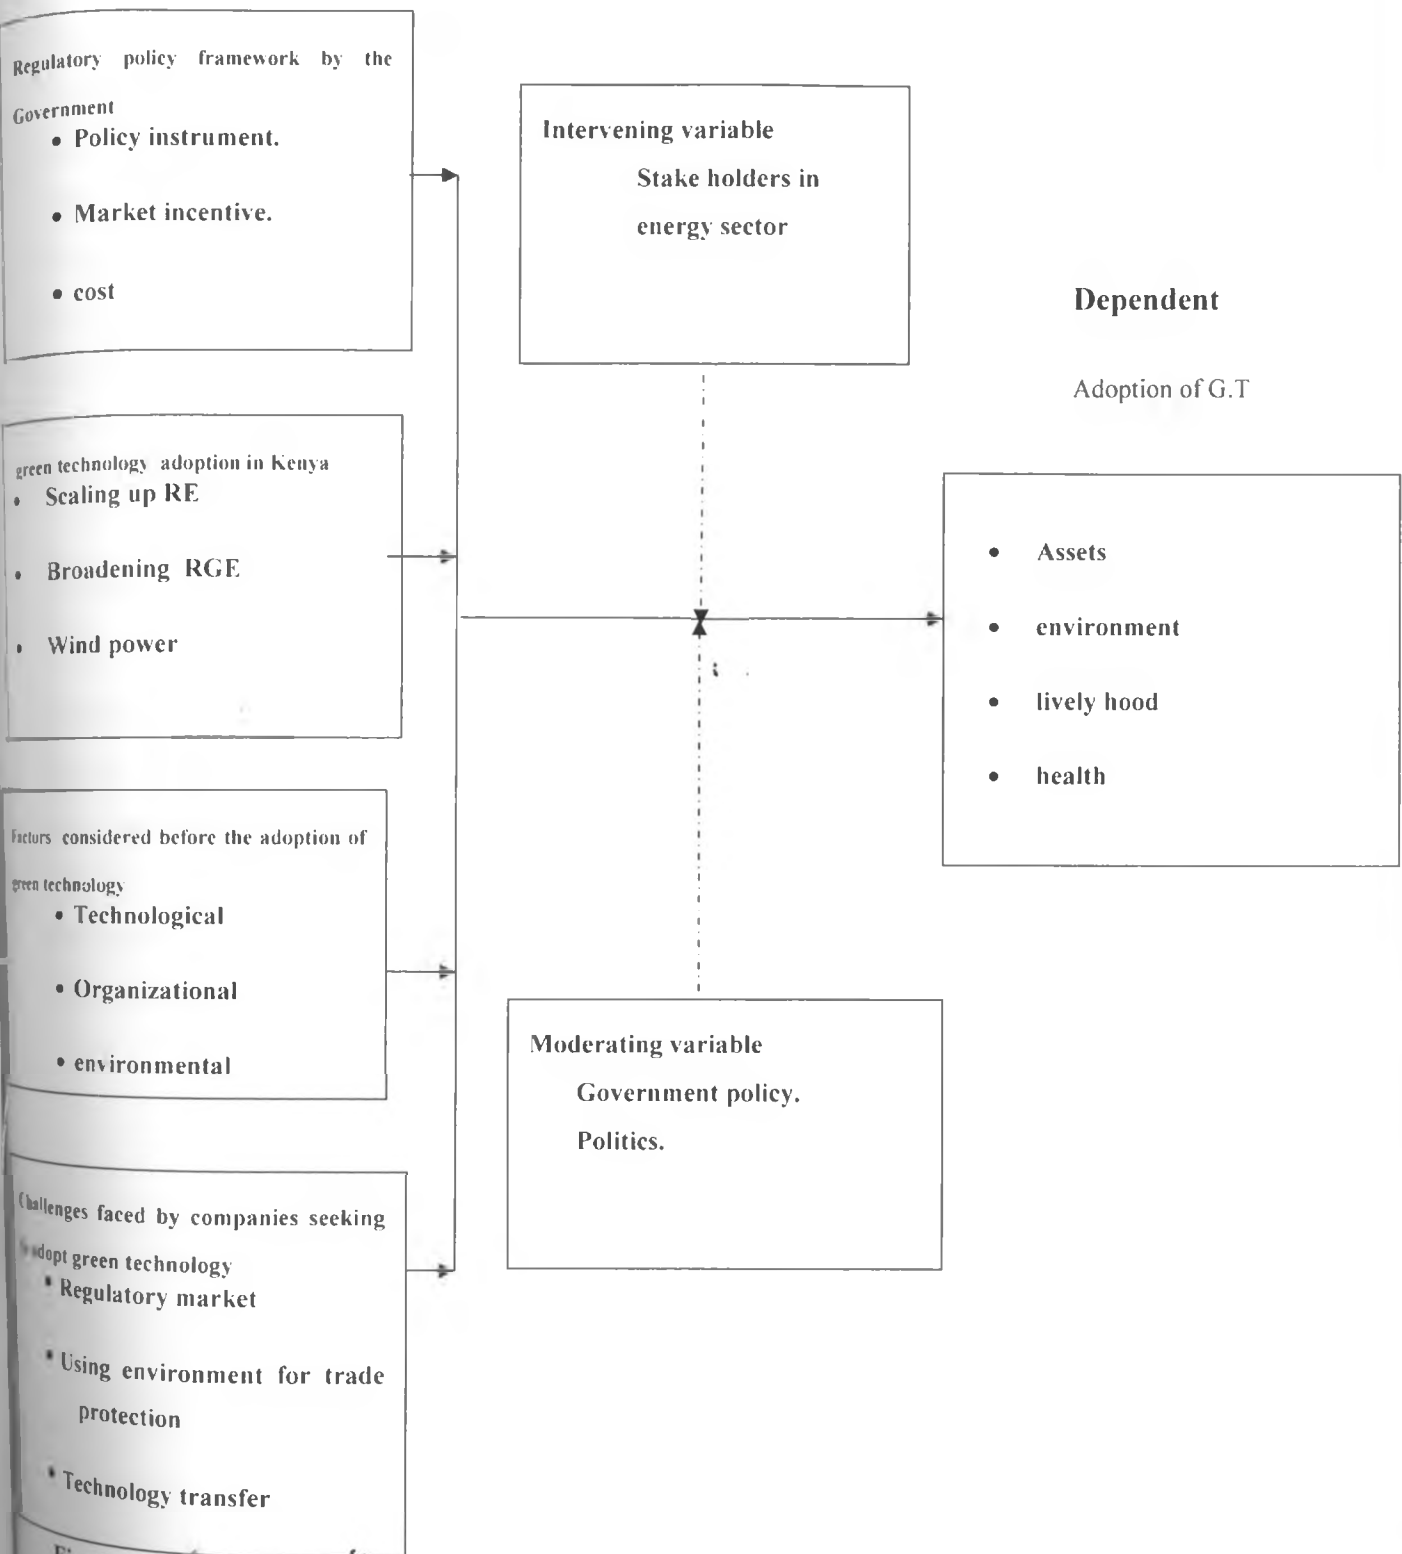 Regulatory policy framework by the
Government
• Policy instrument.
• Market incentive.
• cost
green technology adoption in Kenya
• Scaling up RE
• Broadening RGE
• Wind power
Factors considered before the adoption of
green technology
• Technological
• Organizational
• environmental
Challenges faced by companies seeking
adopt green technology
• Regulatory market
• Using environment for trade
protection
• Technology transfer
Intervening variable
Stake holders in
energy sector
Moderating variable
Government policy.
Politics.
Dependent
Adoption of G.T
• Assets
• environment
• lively hood
• health